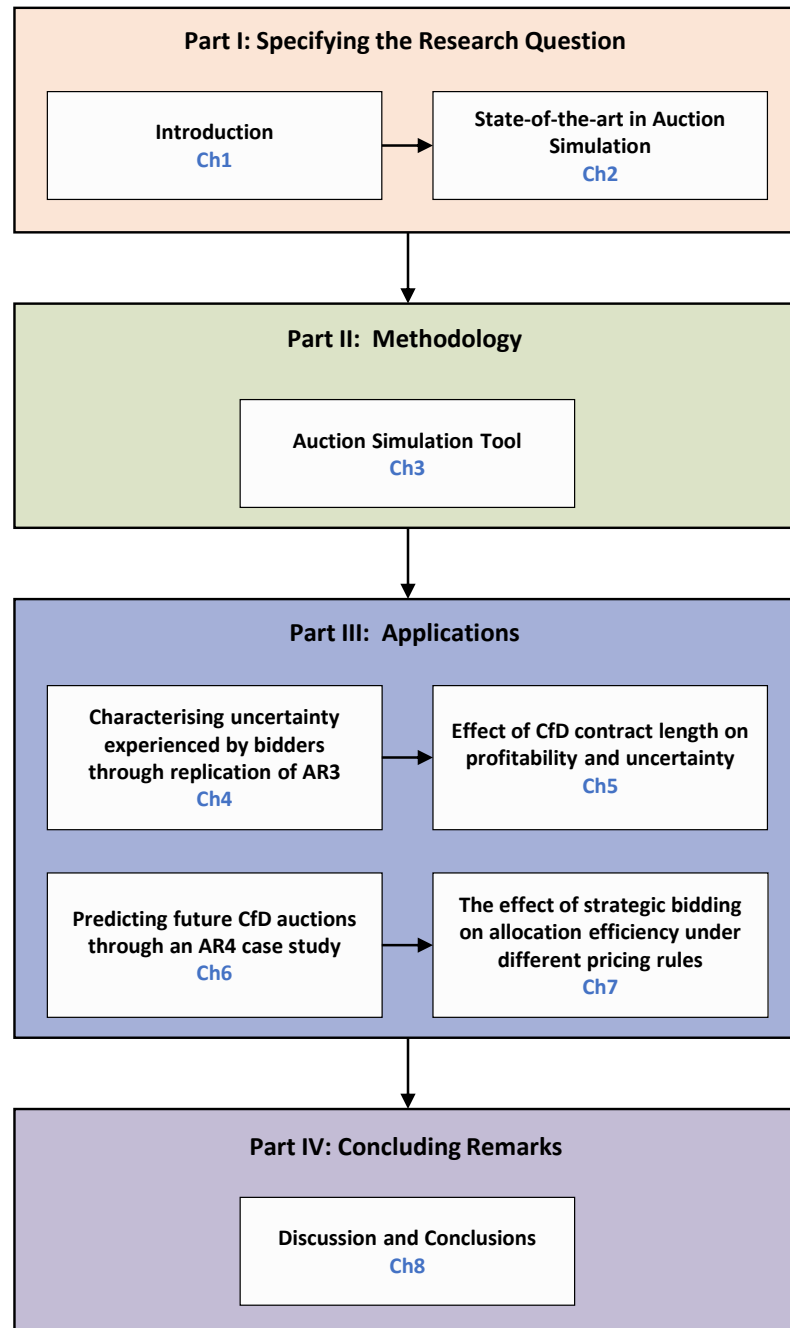 Part I: Specifying the Research Question
Introduction
Ch1
State-of-the-art in Auction
Simulation
Ch2
Part II:  Methodology
Auction Simulation Tool
Ch3
Part III:  Applications
Characterising uncertainty
experienced by bidders
through replication of AR3
Ch4
Effect of CfD contract length on
profitability and uncertainty
Ch5
Predicting future CfD auctions
through an AR4 case study
Ch6
The effect of strategic bidding
on allocation efficiency under
different pricing rules
Ch7
Part IV: Concluding Remarks
Discussion and Conclusions
Ch8